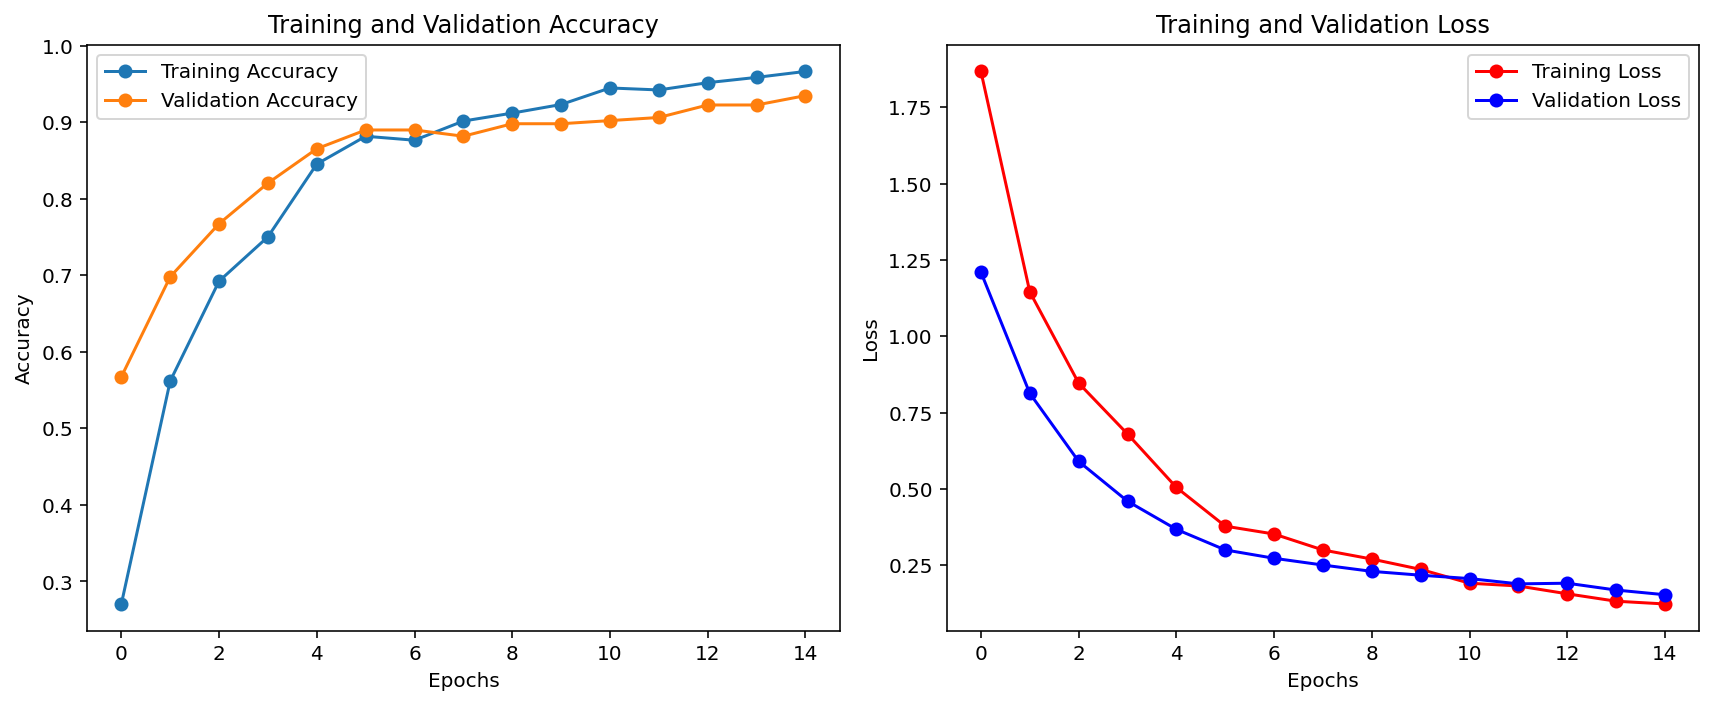 Training and Validation Accuracy
Training Accuracy
Validation Accuracy
1.0
0.9
0.8
0.7
0.6
0.5
0.4
0.3
Accuracy
0 2 4 6 8 10 12 14
Epochs
Training and Validation Loss
Training Loss
Validation Loss
1.75
1.50
1.25
1.00
0.75
0.50
0.25
Loss
0 2 4 6 8 10 12 14
Epochs